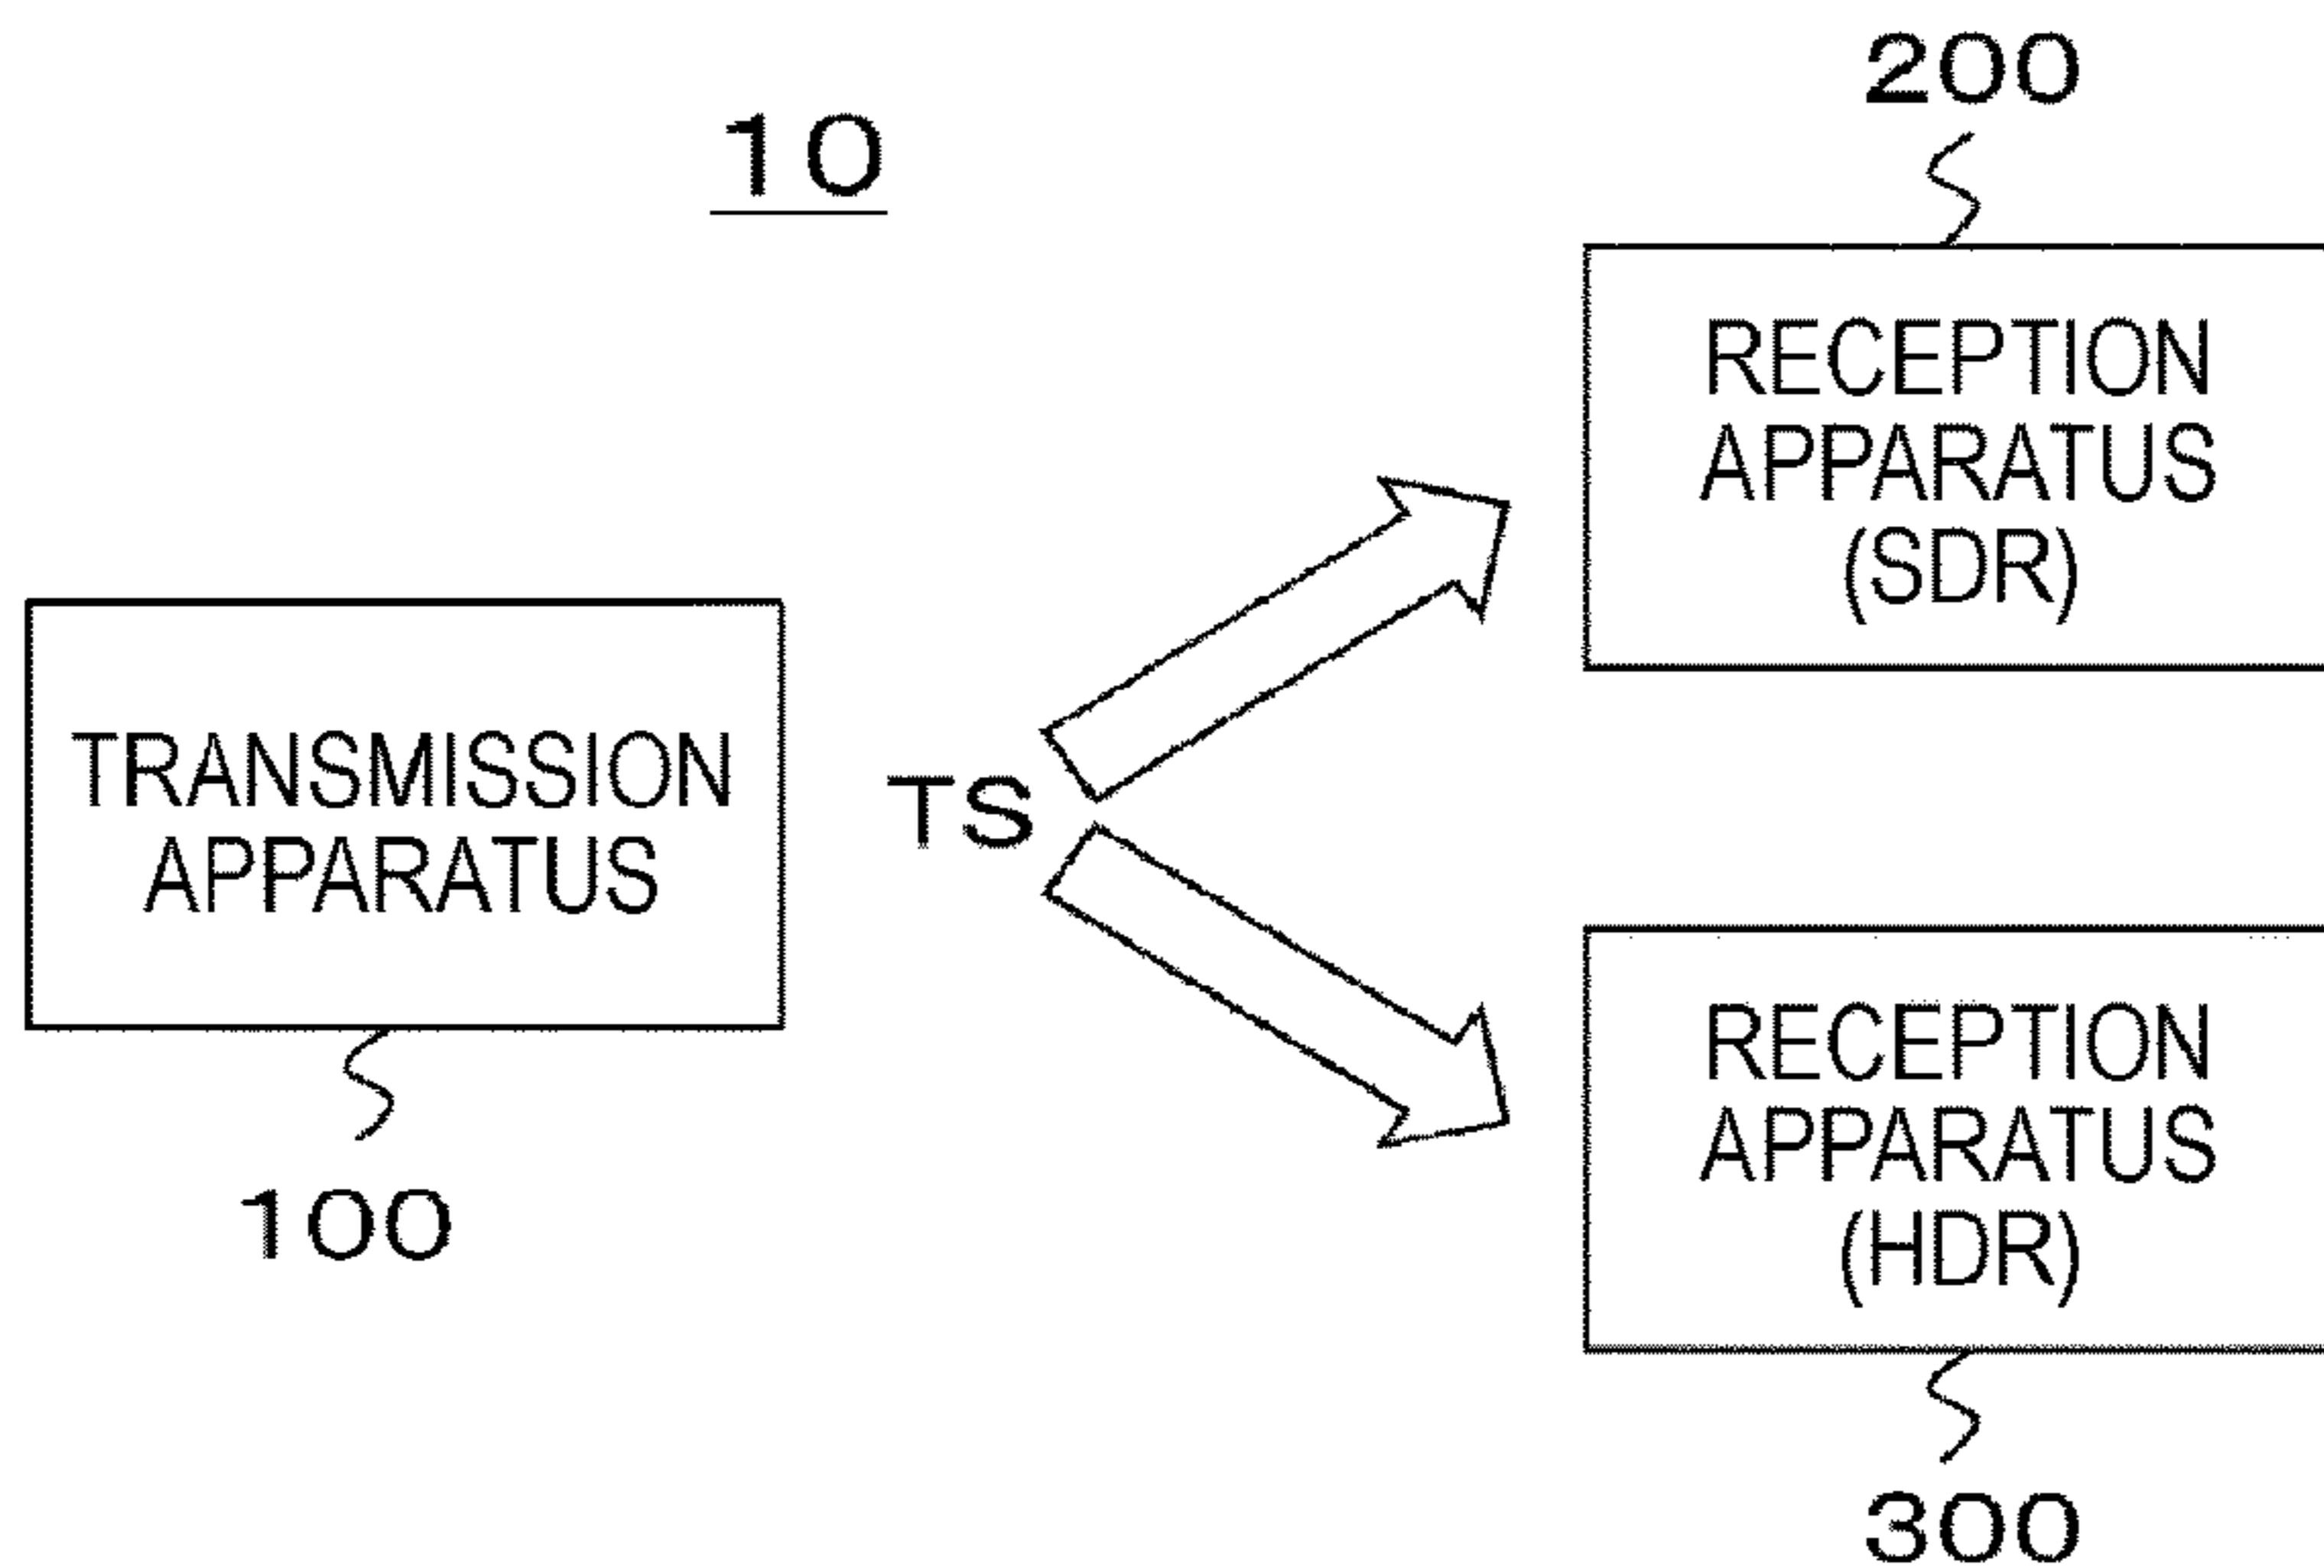 10
200
RECEPTION
APPARATUS
(SDR)
TRANSMISSION
APPARATUS
100
TS
RECEPTION
APPARATUS
(HDR)
300